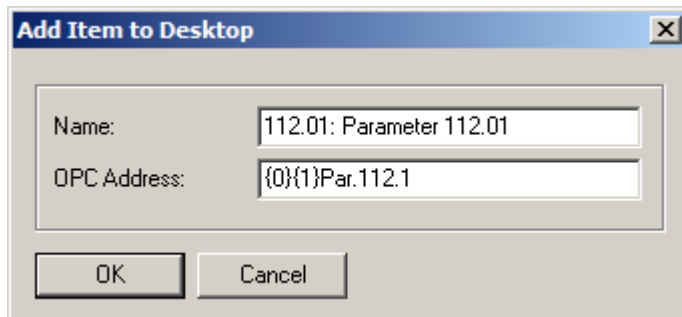 Add Item to Desktop
Name: 112.01: Parameter 112.01
OPC Address: {0}{1}Par.112.1
OK Cancel